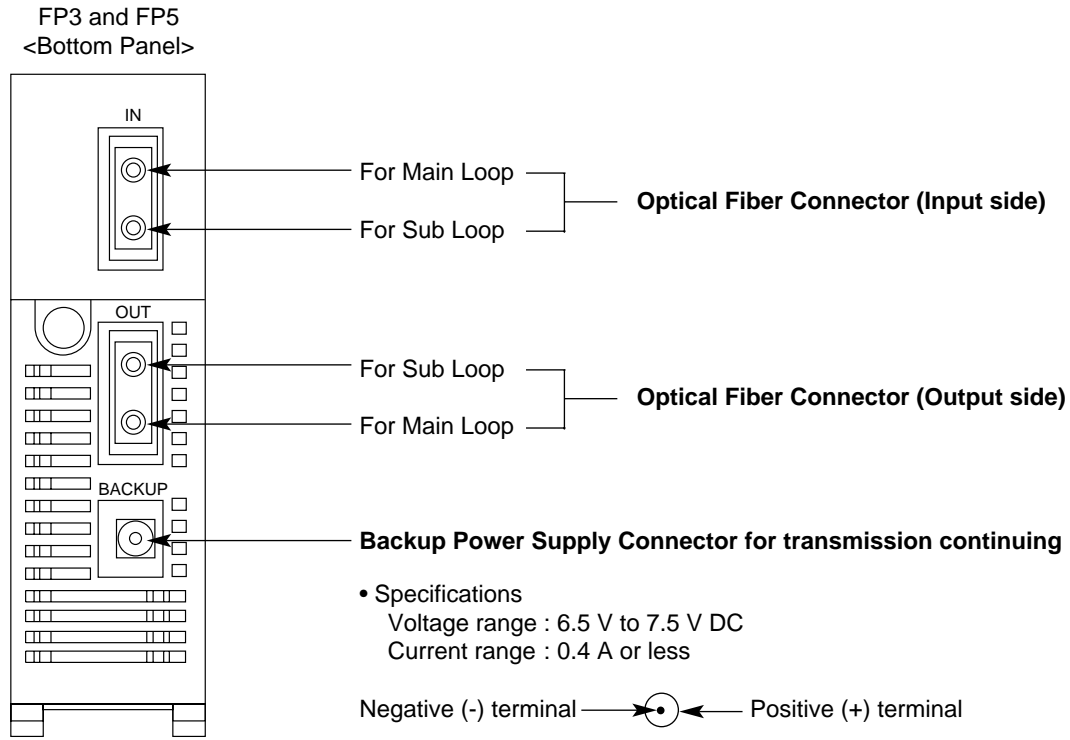 FP3 and FP5
<Bottom Panel>
IN
For Main Loop
Optical Fiber Connector (Input side)
For Sub Loop
OUT
For Sub Loop
Optical Fiber Connector (Output side)
For Main Loop
BACKUP
Backup Power Supply Connector for transmission continuing
• Specifications
Voltage range : 6.5 V to 7.5 V DC
Current range : 0.4 A or less
Negative (-) terminal
Positive (+) terminal